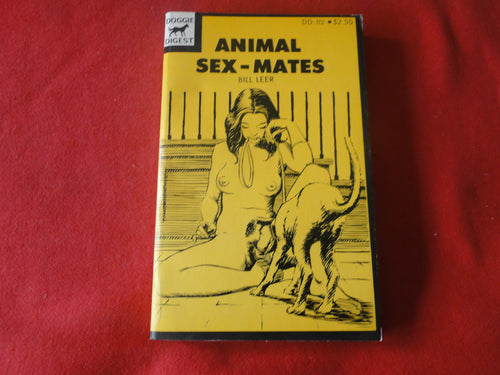 DOGGIE
DIGEST
DD-112 • $2.50
ANIMAL
SEX-MATES
BILL LEER